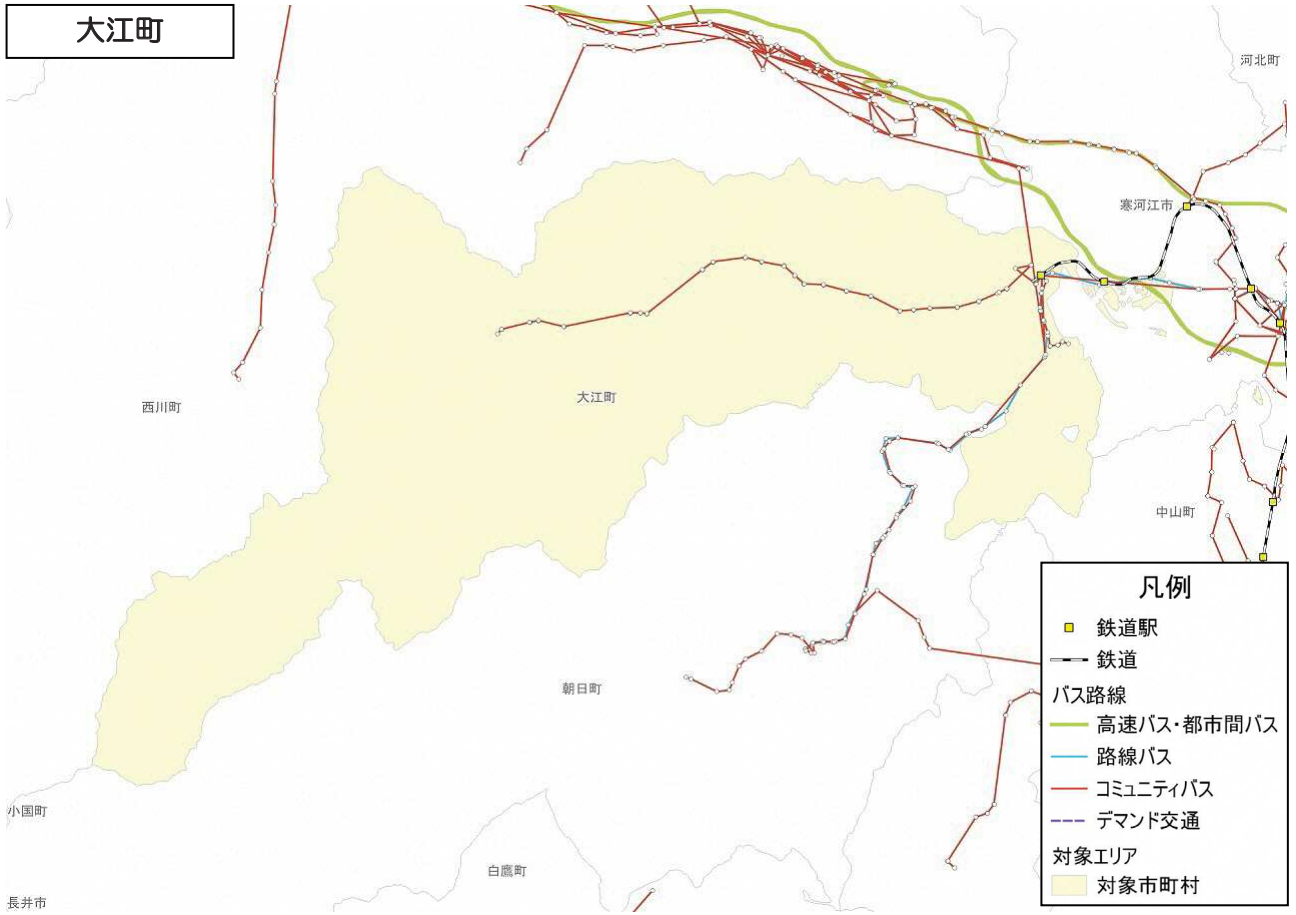 大江町
河北町
寒河江市
西川町
大江町
中山町
朝日町
小国町
白鷹町
長井市
凡例
鉄道駅
鉄道
バス路線
高速バス・都市間バス
路線バス
コミュニティバス
デマンド交通
対象エリア
対象市町村